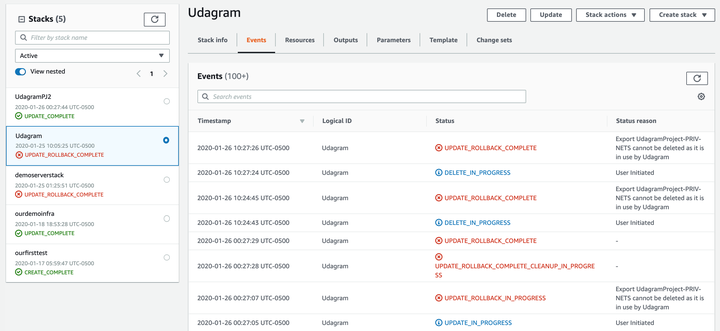 Stacks (5)
Filter by stack name
Active
View nested
1
UdagramPJ2
2020-01-26 00:27:44 UTC-0500
UPDATE_COMPLETE
Udagram
2020-01-25 10:05:25 UTC-0500
UPDATE_ROLLBACK_COMPLETE
demoserverstack
2020-01-25 01:25:51 UTC-0500
UPDATE_ROLLBACK_COMPLETE
ourdemoinfra
2020-01-18 18:53:28 UTC-0500
UPDATE_COMPLETE
ourfirsttest
2020-01-17 05:59:47 UTC-0500
CREATE_COMPLETE
Udagram
Delete
Update
Stack actions
Create stack
Stack info
Events
Resources
Outputs
Parameters
Template
Change sets
Events (100+)
Search events
Timestamp Logical ID Status Status reason
2020-01-26 10:27:26 UTC-0500 Udagram UPDATE_ROLLBACK_COMPLETE Export UdagramProject-PRIV-
NETS cannot be deleted as it is
in use by Udagram
2020-01-26 10:27:24 UTC-0500 Udagram DELETE_IN_PROGRESS User Initiated
2020-01-26 10:24:45 UTC-0500 Udagram UPDATE_ROLLBACK_COMPLETE Export UdagramProject-PRIV-
NETS cannot be deleted as it is
in use by Udagram
2020-01-26 10:24:43 UTC-0500 Udagram DELETE_IN_PROGRESS User Initiated
2020-01-26 00:27:29 UTC-0500 Udagram UPDATE_ROLLBACK_COMPLETE -
2020-01-26 00:27:28 UTC-0500 Udagram UPDATE_ROLLBACK_COMPLETE_CLEANUP_IN_PROGRE
SS -
2020-01-26 00:27:07 UTC-0500 Udagram UPDATE_ROLLBACK_IN_PROGRESS Export UdagramProject-PRIV-
NETS cannot be deleted as it is
in use by Udagram
2020-01-26 00:27:05 UTC-0500 Udagram UPDATE_IN_PROGRESS User Initiated